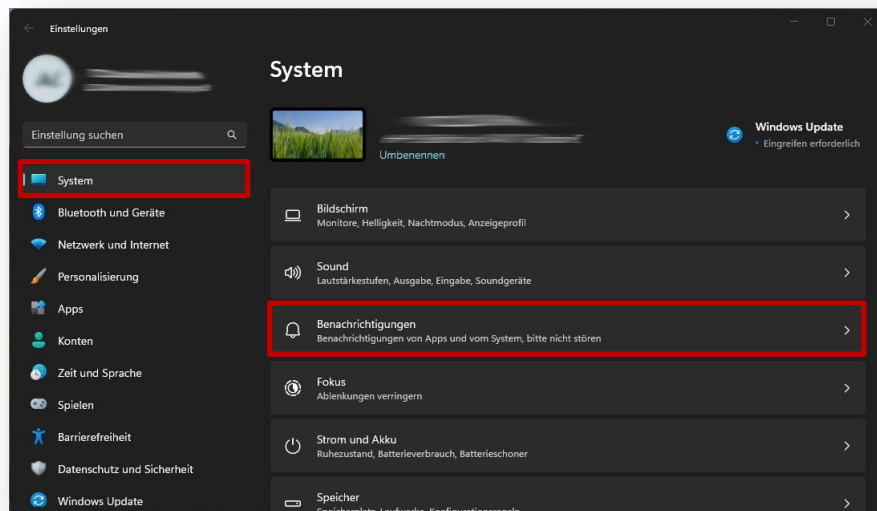 Einstellungen
System
Einstellung suchen
Umbenennen
Windows Update
• Eingreifen erforderlich
System
Bluetooth und Geräte
Netzwerk und Internet
Personalisierung
Apps
Konten
Zeit und Sprache
Spielen
Barrierefreiheit
Datenschutz und Sicherheit
Windows Update
Bildschirm
Monitore, Helligkeit, Nachtmodus, Anzeigeprofil
Sound
Lautstärkestufen, Ausgabe, Eingabe, Soundgeräte
Benachrichtigungen
Benachrichtigungen von Apps und vom System, bitte nicht stören
Fokus
Ablenkungen verringern
Strom und Akku
Ruhezustand, Batterieverbrauch, Batterieschoner
Speicher
Speicherplatz, Laufwerke, Konfigurationsregeln